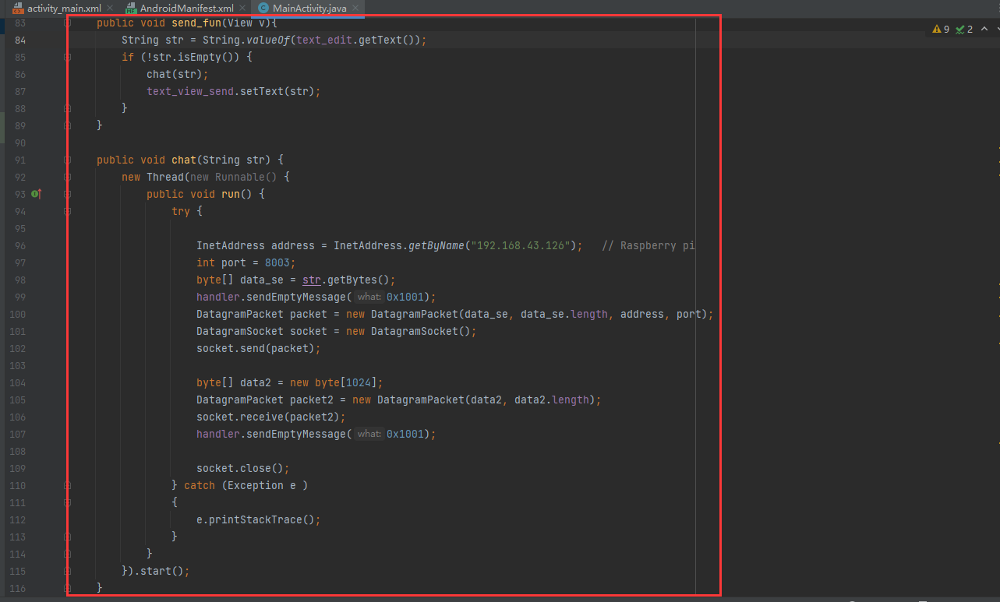 activity_main.xml AndroidManifest.xml MainActivity.java
83 public void send_fun(View v){
84 String str = String.valueOf(text_edit.getText());
9 2
85 if (!str.isEmpty()) {
86 chat(str);
87 text_view_send.setText(str);
88 }
89 }
90
91 public void chat(String str) {
92 new Thread(new Runnable() {
93 public void run() {
94 try {
95
96 InetAddress address = InetAddress.getByName("192.168.43.126"); // Raspberry pi
97 int port = 8003;
98 byte[] data_se = str.getBytes();
99 handler.sendEmptyMessage( what: 0x1001);
100 DatagramPacket packet = new DatagramPacket(data_se, data_se.length, address, port);
101 DatagramSocket socket = new DatagramSocket();
102 socket.send(packet);
103
104 byte[] data2 = new byte[1024];
105 DatagramPacket packet2 = new DatagramPacket(data2, data2.length);
106 socket.receive(packet2);
107 handler.sendEmptyMessage( what: 0x1001);
108
109 socket.close();
110 } catch (Exception e )
111 {
112 e.printStackTrace();
113 }
114 }
115 }).start();
116 }